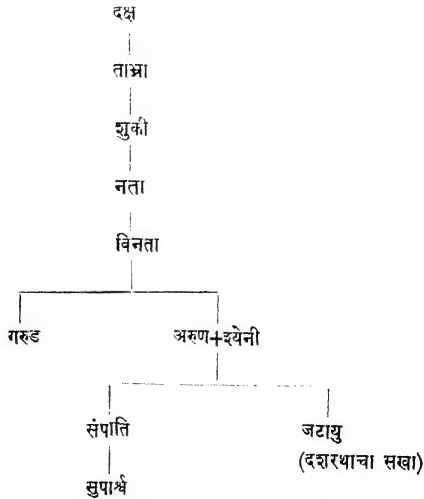 दक्ष
ताम्रा
शुकी
नता
विनता
गरुड अरुण+श्येनी
संपाति जटायु
(दशरथाचा सखा)
सुपार्श्व